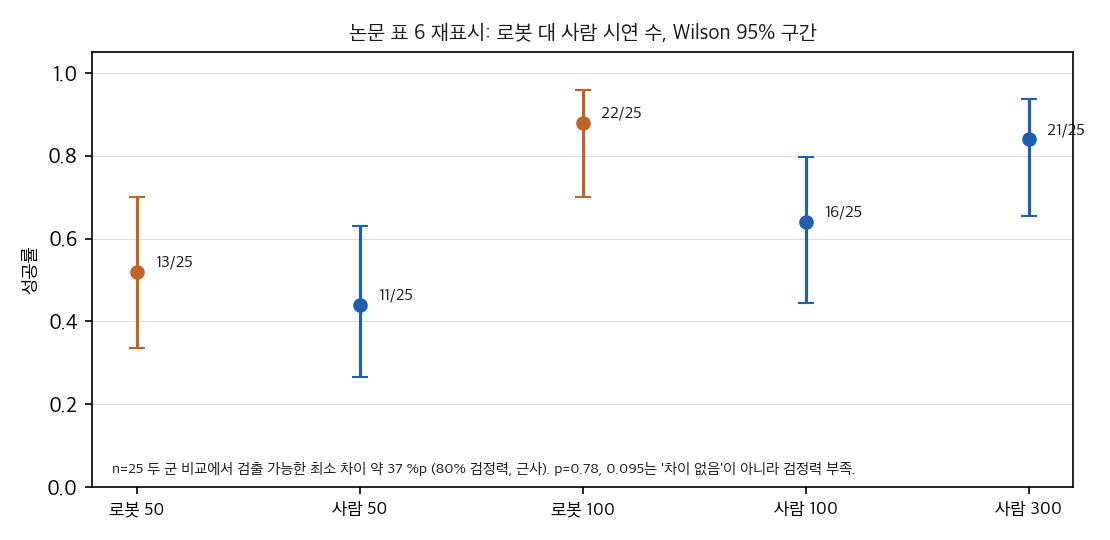 논문 표 6 재표시: 로봇 대 사람 시연 수, Wilson 95% 구간
성공률
1.0
0.8
0.6
0.4
0.2
0.0
13/25
11/25
22/25
16/25
21/25
n=25 두 군 비교에서 검출 가능한 최소 차이 약 37 %p (80% 검정력, 근사). p=0.78, 0.095는 '차이 없음'이 아니라 검정력 부족.
로봇 50
사람 50
로봇 100
사람 100
사람 300